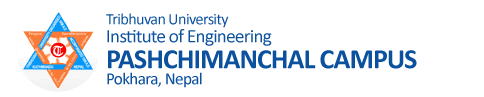 Tribhuvan University
Institute of Engineering
PASHCHIMANCHAL CAMPUS
Pokhara, Nepal